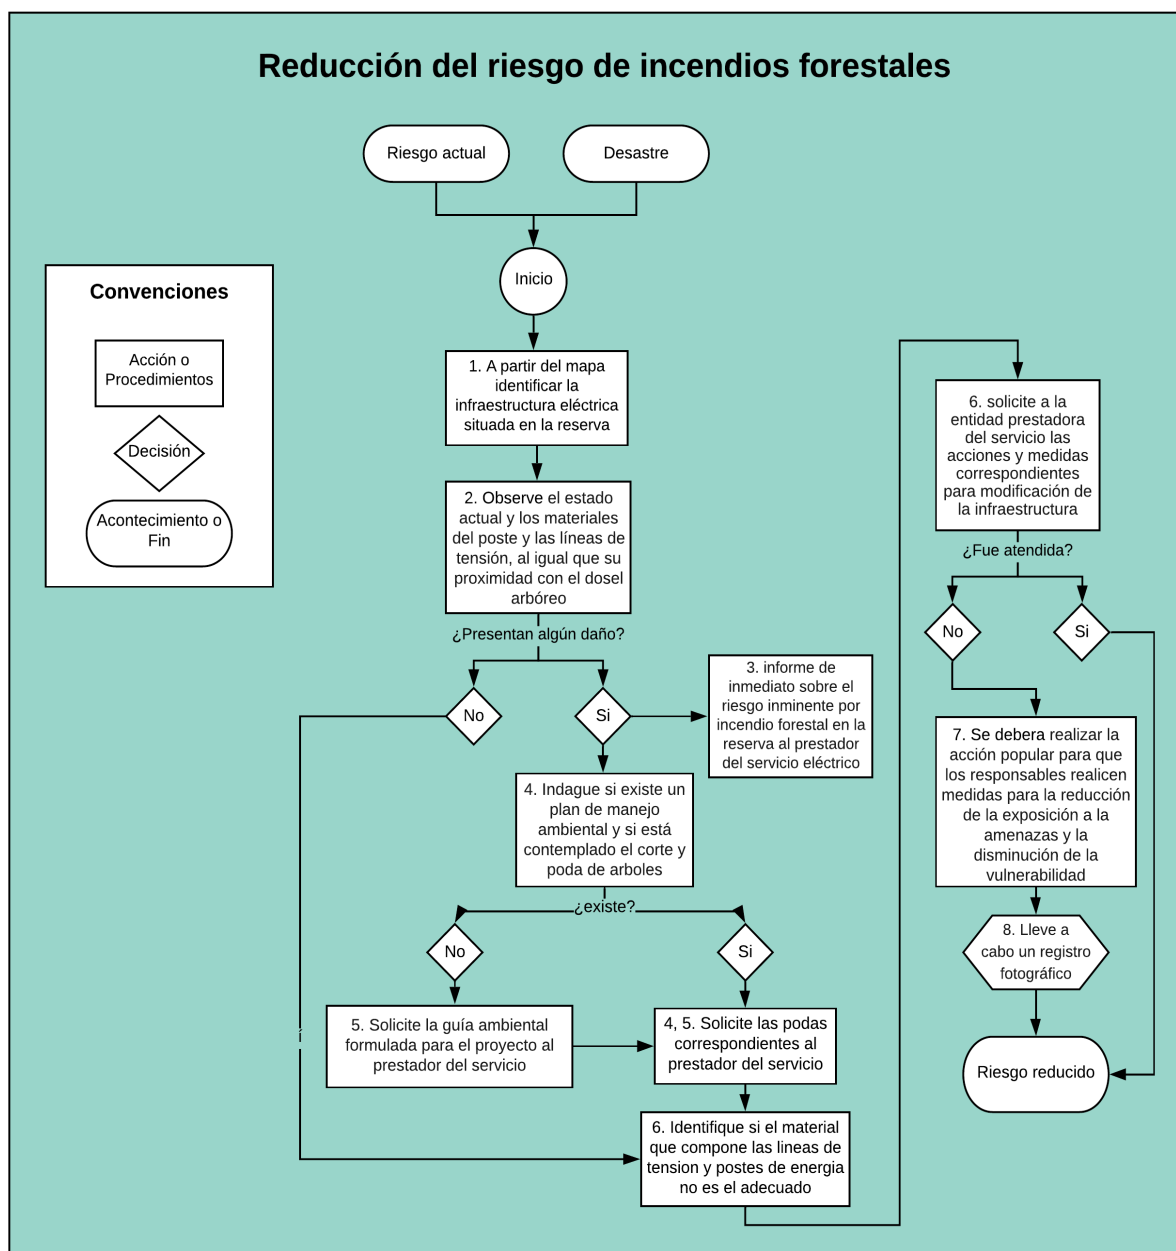 Reducción del riesgo de incendios forestales
Riesgo actual
Desastre
Inicio
Convenciones
Acción o
Procedimientos
Decisión
Acontecimiento o
Fin
1. A partir del mapa
identificar la
infraestructura eléctrica
situada en la reserva
2. Observe el estado
actual y los materiales
del poste y las líneas de
tensión, al igual que su
proximidad con el dosel
arbóreo
¿Presentan algún daño?
No
Si
3. informe de
inmediato sobre el
riesgo inminente por
incendio forestal en la
reserva al prestador
del servicio eléctrico
4. Indague si existe un
plan de manejo
ambiental y si está
contemplado el corte y
poda de arboles
¿existe?
No
Si
5. Solicite la guía ambiental
formulada para el proyecto al
prestador del servicio
4, 5. Solicite las podas
correspondientes al
prestador del servicio
6. Identifique si el material
que compone las lineas de
tension y postes de energia
no es el adecuado
6. solicite a la
entidad prestadora
del servicio las
acciones y medidas
correspondientes
para modificación de
la infraestructura
¿Fue atendida?
No
Si
7. Se debera realizar la
acción popular para que
los responsables realicen
medidas para la reducción
de la exposición a la
amenazas y la
disminución de la
vulnerabilidad
8. Lleve a
cabo un registro
fotográfico
Riesgo reducido